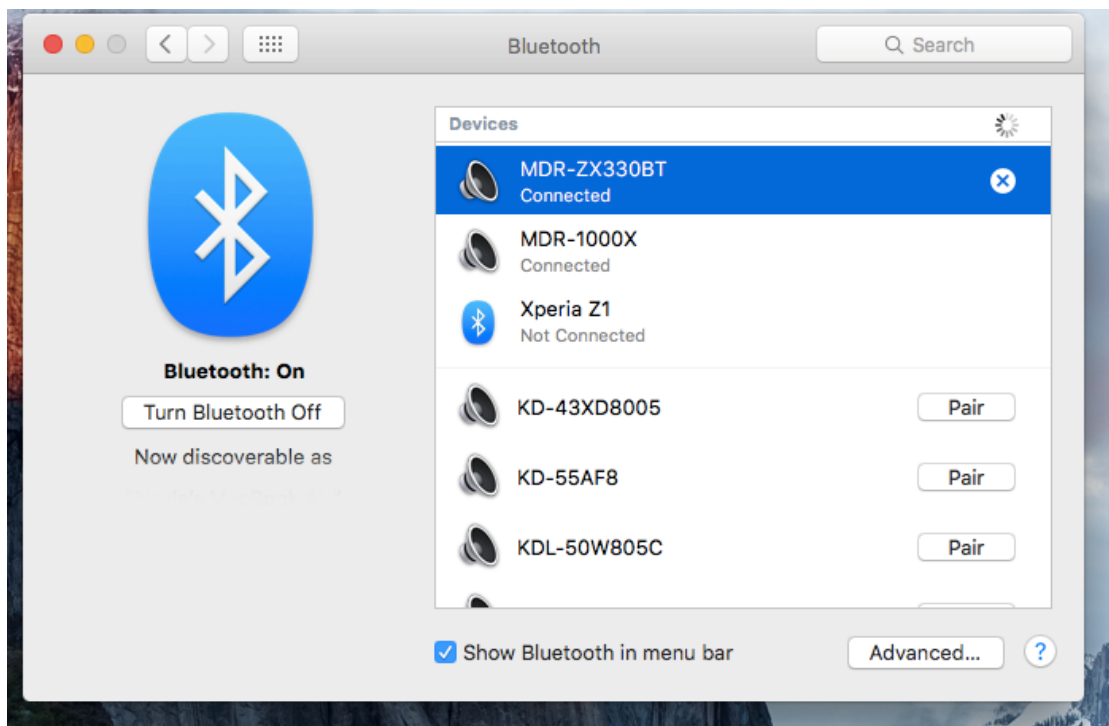 Bluetooth
Search
Devices
MDR-ZX330BT
Connected
MDR-1000X
Connected
Xperia Z1
Not Connected
KD-43XD8005
Pair
KD-55AF8
Pair
KDL-50W805C
Pair
Bluetooth: On
Turn Bluetooth Off
Now discoverable as
Show Bluetooth in menu bar
Advanced...
?